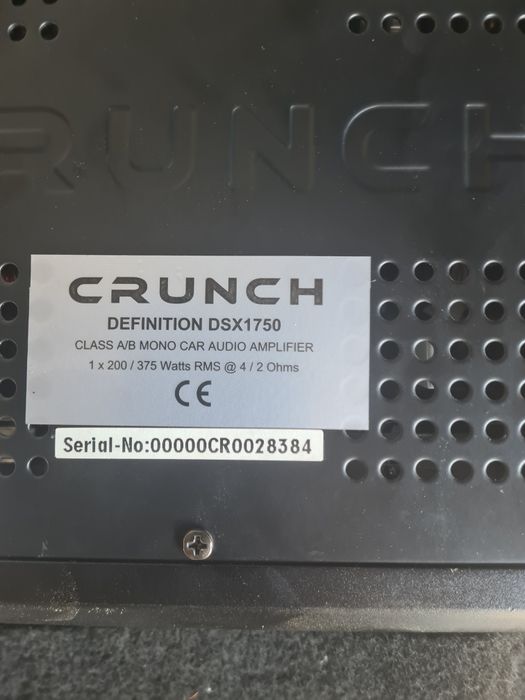 CRUNCH
CRUNCH
DEFINITION DSX1750
CLASS A/B MONO CAR AUDIO AMPLIFIER
1 x 200 / 375 Watts RMS @ 4 / 2 Ohms
CE
Serial-No:00000CR0028384